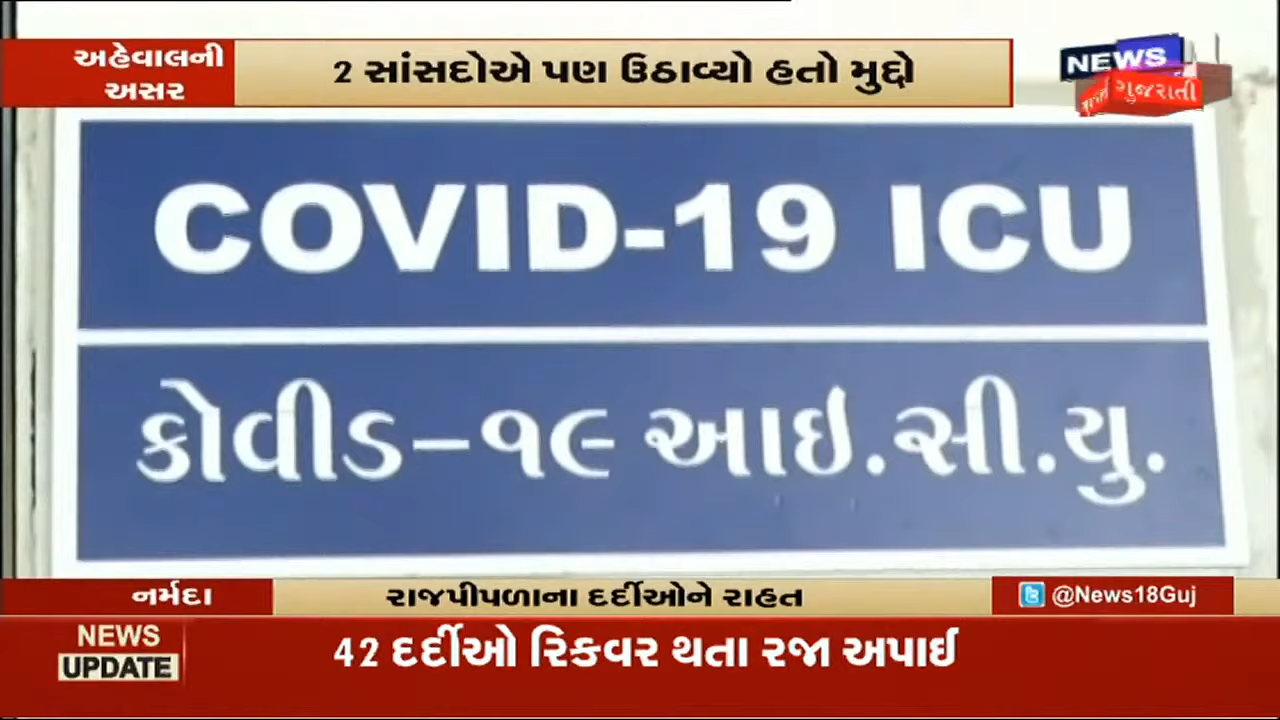 અહેવાલની
અસર
2 સાંસદોએ પણ ઉઠાવ્યો હતો મુદ્દો
NEWS
ગુજરાતી
COVID-19 ICU
કોવીડ-૧૯ આઇ.સી.યુ.
નર્મદા
રાજપીપળાના દર્દીઓને રાહત
@News18Guj
NEWS
UPDATE
42 દર્દીઓ રિકવર થતા રજા અપાઈ